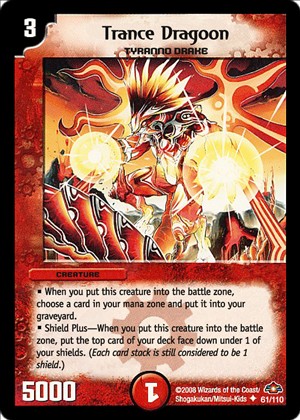 3
Trance Dragoon
TYRANNO DRAKE
CREATURE
▪ When you put this creature into the battle zone,
choose a card in your mana zone and put it into your
graveyard.
▪ Shield Plus—When you put this creature into the battle
zone, put the top card of your deck face down under 1 of
your shields. (Each card stack is still considered to be 1
shield.)
5000
1
©2008 Wizards of the Coast/
Shogakukan/Mitsui-Kids ♦ 61/110